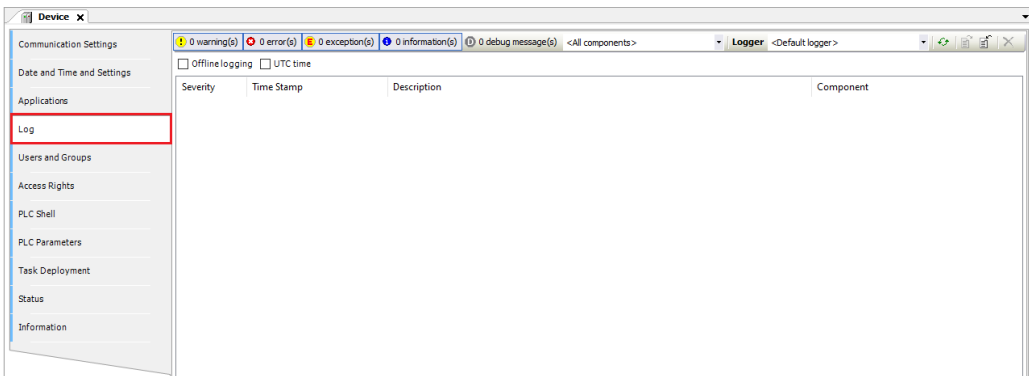 Device
Communication Settings
Date and Time and Settings
Applications
Log
Users and Groups
Access Rights
PLC Shell
PLC Parameters
Task Deployment
Status
Information
0 warning(s) 0 error(s) E 0 exception(s) 0 information(s) D 0 debug message(s) <All components> Logger <Default logger>
Offline logging UTC time
Severity Time Stamp Description Component